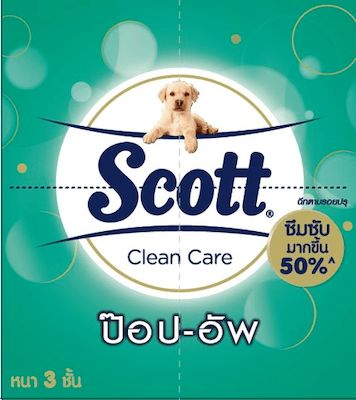 Scott®
ฉีกตามรอยปรุ
Clean Care
ซึมซับ
มากขึ้น
50%^
ป๊อป-อัพ
หนา 3 ชั้น